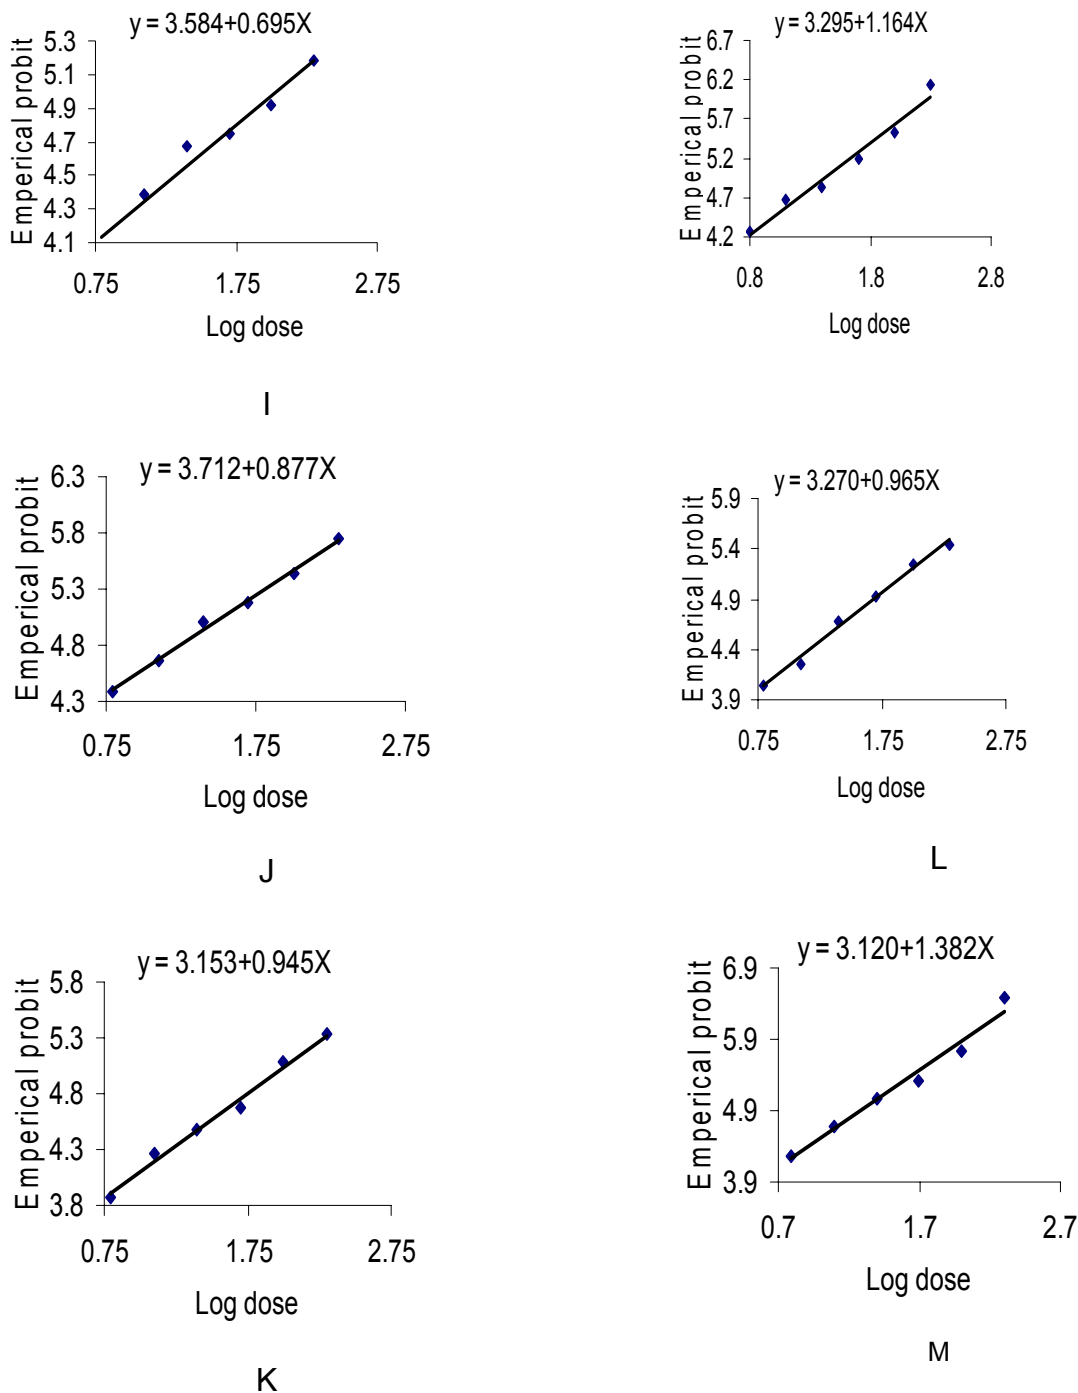 y = 3.584+0.695X
Emperical probit
5.3
5.1
4.9
4.7
4.5
4.3
4.1
0.75 1.75 2.75
Log dose
I
y = 3.295+1.164X
Emperical probit
6.7
6.2
5.7
5.2
4.7
4.2
0.8 1.8 2.8
Log dose
y = 3.712+0.877X
Emperical probit
6.3
5.8
5.3
4.8
4.3
0.75 1.75 2.75
Log dose
J
y = 3.270+0.965X
Emperical probit
5.9
5.4
4.9
4.4
3.9
0.75 1.75 2.75
Log dose
L
y = 3.153+0.945X
Emperical probit
5.8
5.3
4.8
4.3
3.8
0.75 1.75 2.75
Log dose
K
y = 3.120+1.382X
Emperical probit
6.9
5.9
4.9
3.9
0.7 1.7 2.7
Log dose
M